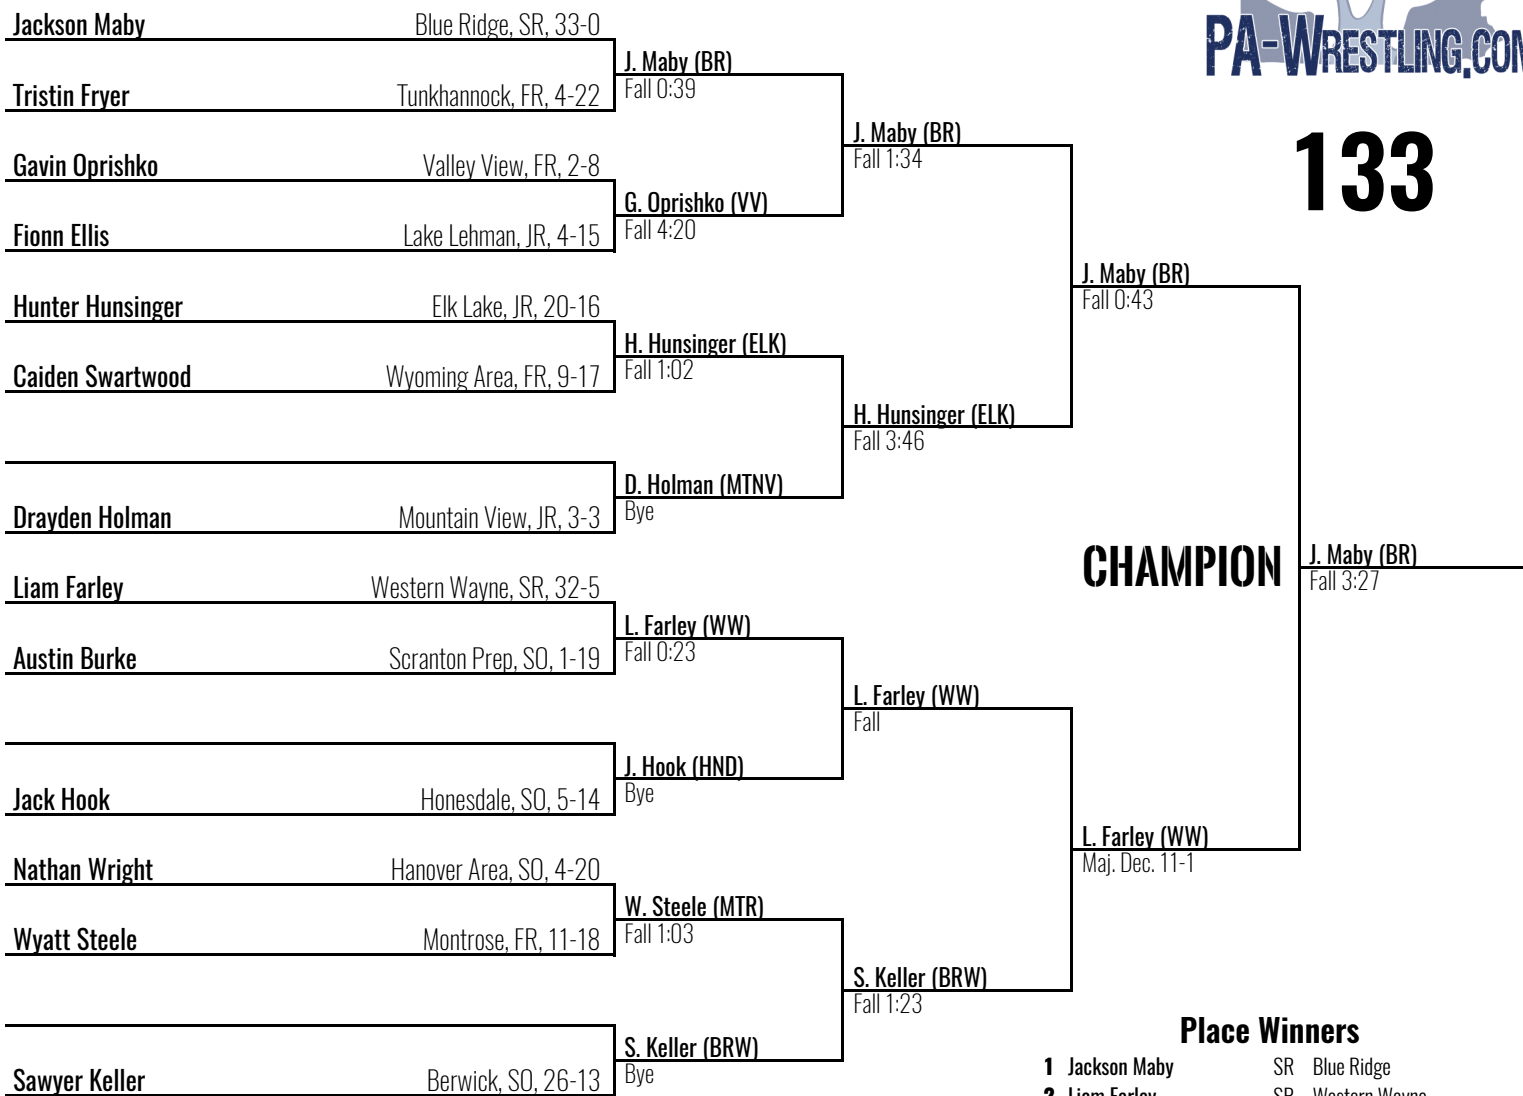 PA-WRESTLING.COM
133
Jackson Maby Blue Ridge, SR, 33-0
Tristin Fryer Tunkhannock, FR, 4-22
Gavin Oprishko Valley View, FR, 2-8
Fionn Ellis Lake Lehman, JR, 4-15
Hunter Hunsinger Elk Lake, JR, 20-16
Caiden Swartwood Wyoming Area, FR, 9-17
Drayden Holman Mountain View, JR, 3-3
Liam Farley Western Wayne, SR, 32-5
Austin Burke Scranton Prep, SO, 1-19
Jack Hook Honesdale, SO, 5-14
Nathan Wright Hanover Area, SO, 4-20
Wyatt Steele Montrose, FR, 11-18
Sawyer Keller Berwick, SO, 26-13
J. Maby (BR)
Fall 0:39
G. Oprishko (VV)
Fall 4:20
H. Hunsinger (ELK)
Fall 1:02
D. Holman (MTNV)
Bye
L. Farley (WW)
Fall 0:23
J. Hook (HND)
Bye
W. Steele (MTR)
Fall 1:03
S. Keller (BRW)
Bye
J. Maby (BR)
Fall 1:34
H. Hunsinger (ELK)
Fall 3:46
L. Farley (WW)
Fall
S. Keller (BRW)
Fall 1:23
J. Maby (BR)
Fall 0:43
L. Farley (WW)
Maj. Dec. 11-1
CHAMPION
J. Maby (BR)
Fall 3:27
Place Winners
1 Jackson Maby SR Blue Ridge
2 Liam Farley SR Western Wayne